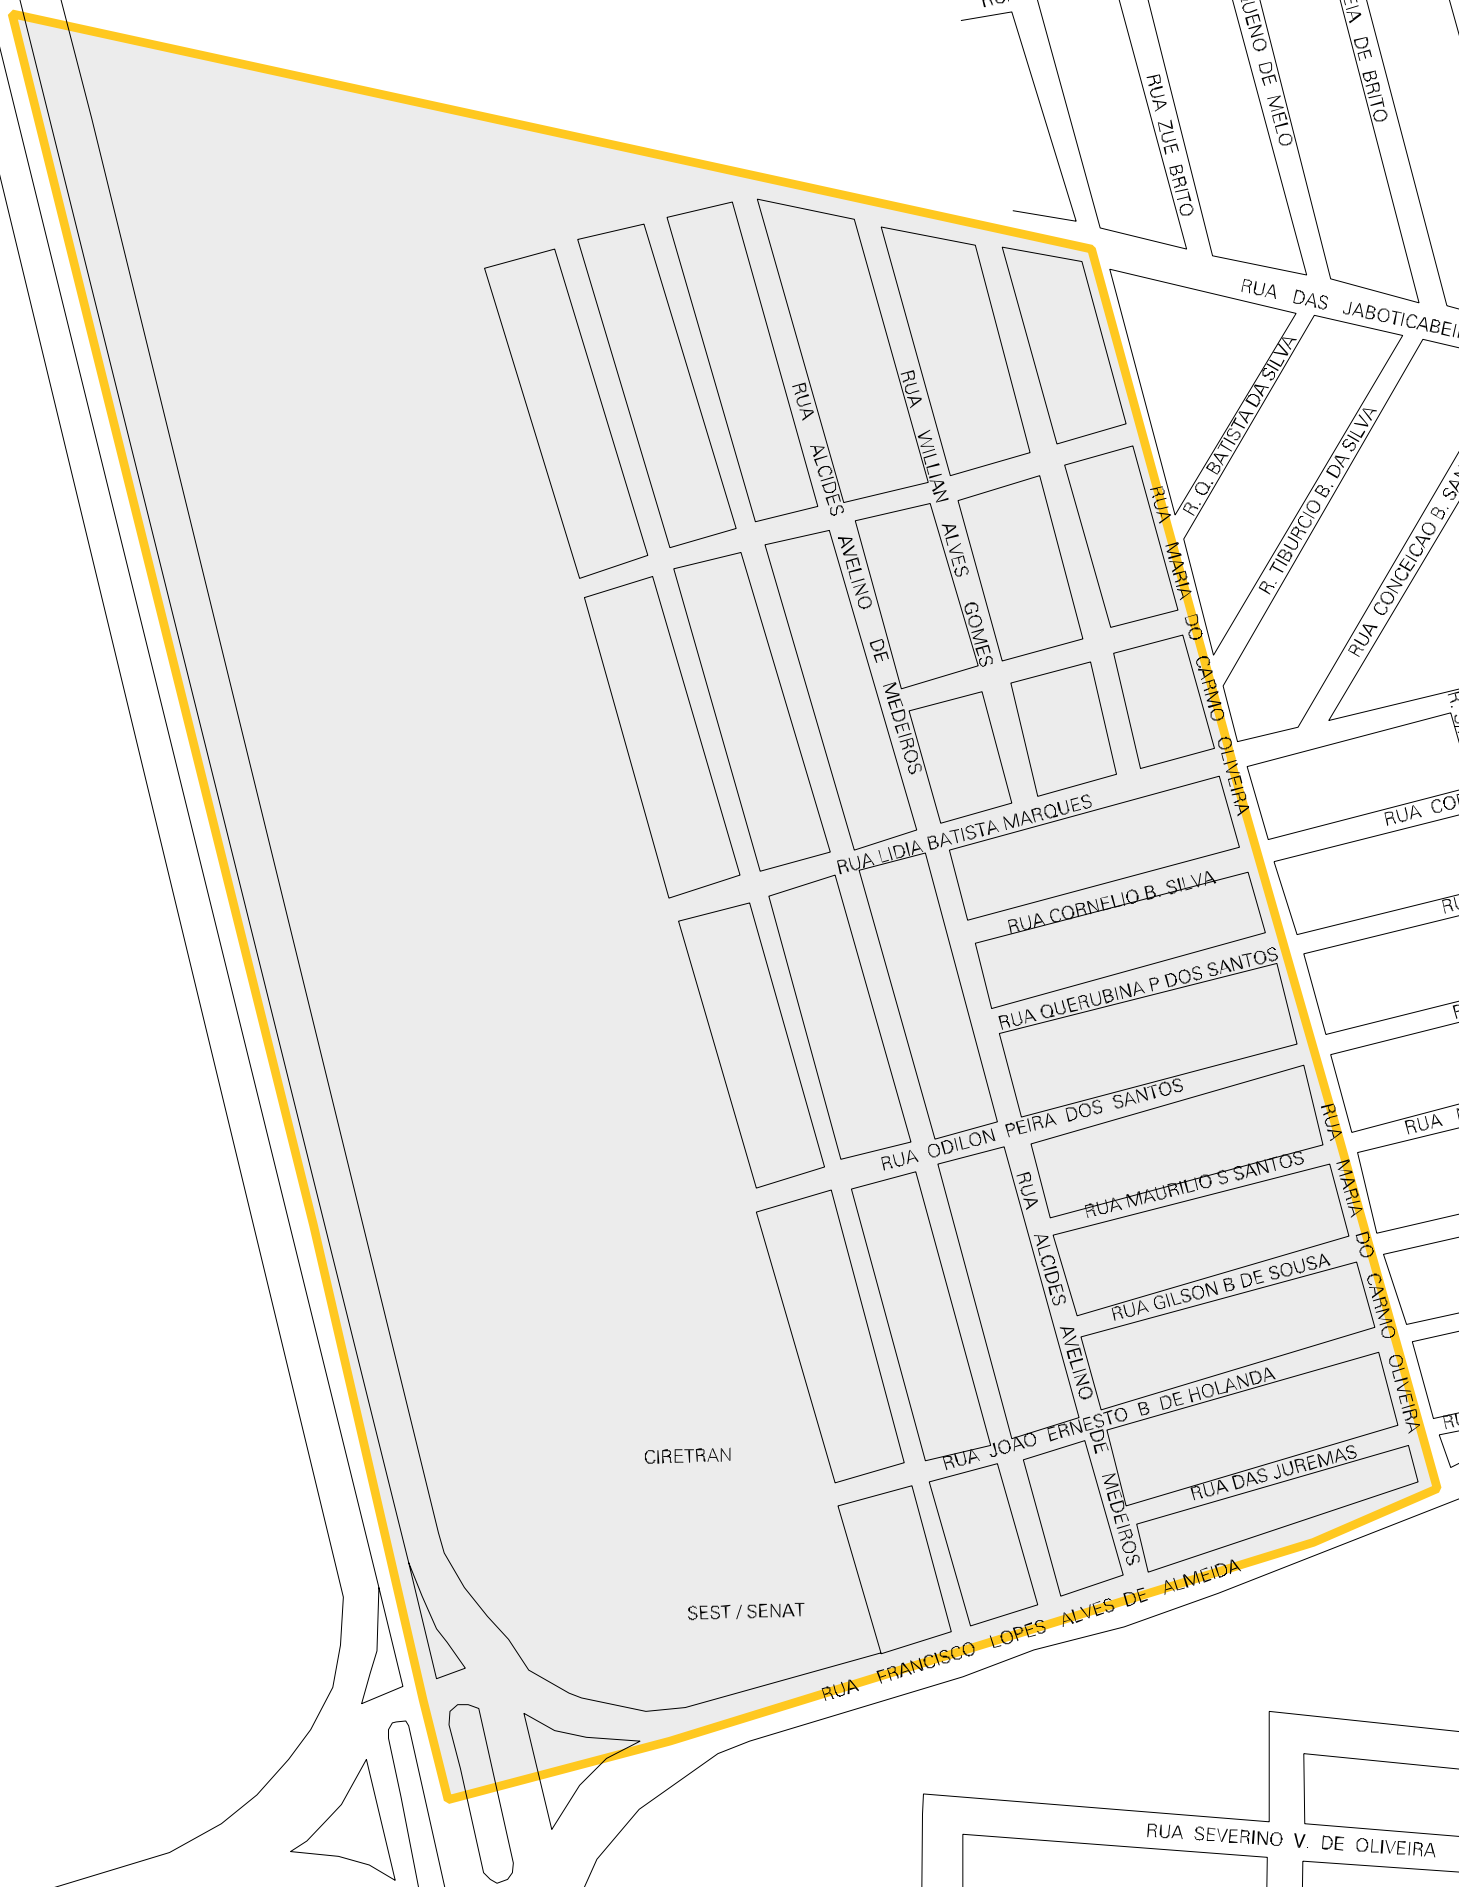 RUA ZUE BRITO
DE MELO
DE BRITO
RUA DAS
R. Q. BATISTA DA SILVA
R. TIBURCIO B. DA SILVA
RUA CONCEICAO B.
RUA ALCIDES AVELINO DE MEDEIROS
RUA WILLIAN ALVES GOMES
RUA MARIA DO CARMO OLIVEIRA
RUA LIDIA BATISTA MARQUES
RUA
RUA CORNELIO B. SILVA
RUA QUERUBINA P DOS SANTOS
RUA ODILON PEIRA DOS SANTOS
RUA
RUA MAURILIO S SANTOS
RUA ALCIDES AVELINO DE MEDEIROS
RUA MARIA DO CARMO OLIVEIRA
RUA GILSON B DE SOUSA
RUA JOAO ERNESTO B DE HOLANDA
CIRETRAN
RUA DAS JUREMAS
SEST / SENAT
RUA FRANCISCO LOPES ALVES DE ALMEIDA
RUA SEVERINO V. DE OLIVEIRA